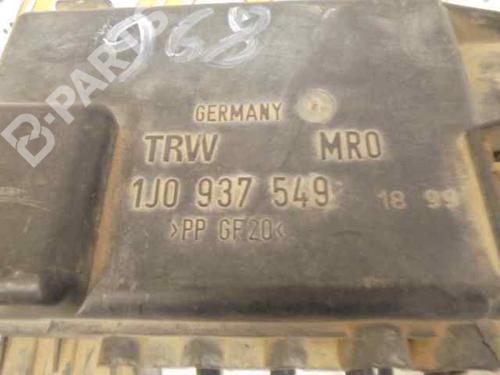 968
B-PARTS
GERMANY
TRW MRO
1J0 937 549 18 99
>PP GF20<